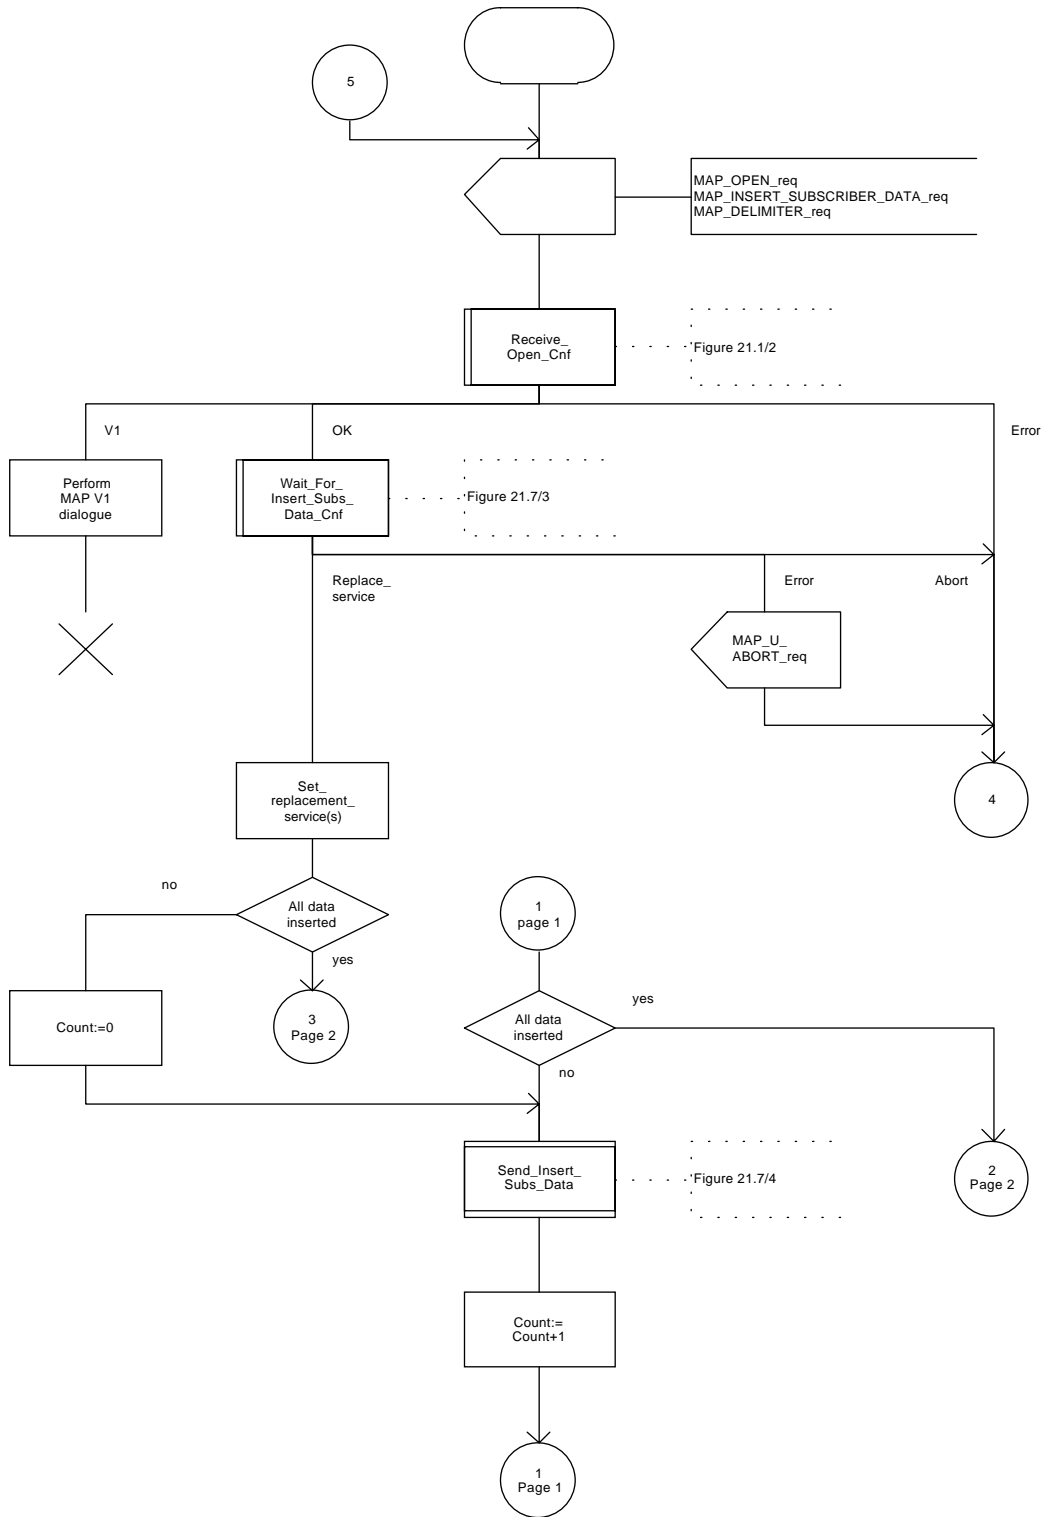 5
MAP_OPEN_req
MAP_INSERT_SUBSCRIBER_DATA_req
MAP_DELIMITER_req
Receive_
Open_Cnf
Figure 21.1/2
V1
OK
Error
Perform
MAP V1
dialogue
Wait_For_
Insert_Subs_
Data_Cnf
Figure 21.7/3
Replace_
service
Error
Abort
MAP_U_
ABORT_req
Set_
replacement_
service(s)
4
no
All data
inserted
yes
1
page 1
Count:=0
3
Page 2
All data
inserted
yes
no
Send_Insert_
Subs_Data
Figure 21.7/4
2
Page 2
Count:=
Count+1
1
Page 1